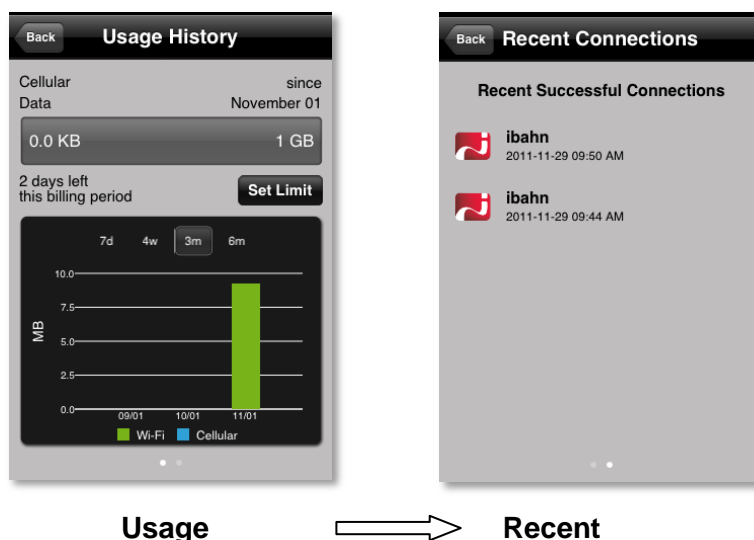 Back Usage History
Cellular since
Data November 01
0.0 KB 1 GB
2 days left
this billing period
Set Limit
7d 4w 3m 6m
10.0
7.5
5.0
2.5
0.0
MB
09/01 10/01 11/01
Wi-Fi Cellular
Back Recent Connections
Recent Successful Connections
ibahn
2011-11-29 09:50 AM
ibahn
2011-11-29 09:44 AM
Usage Recent